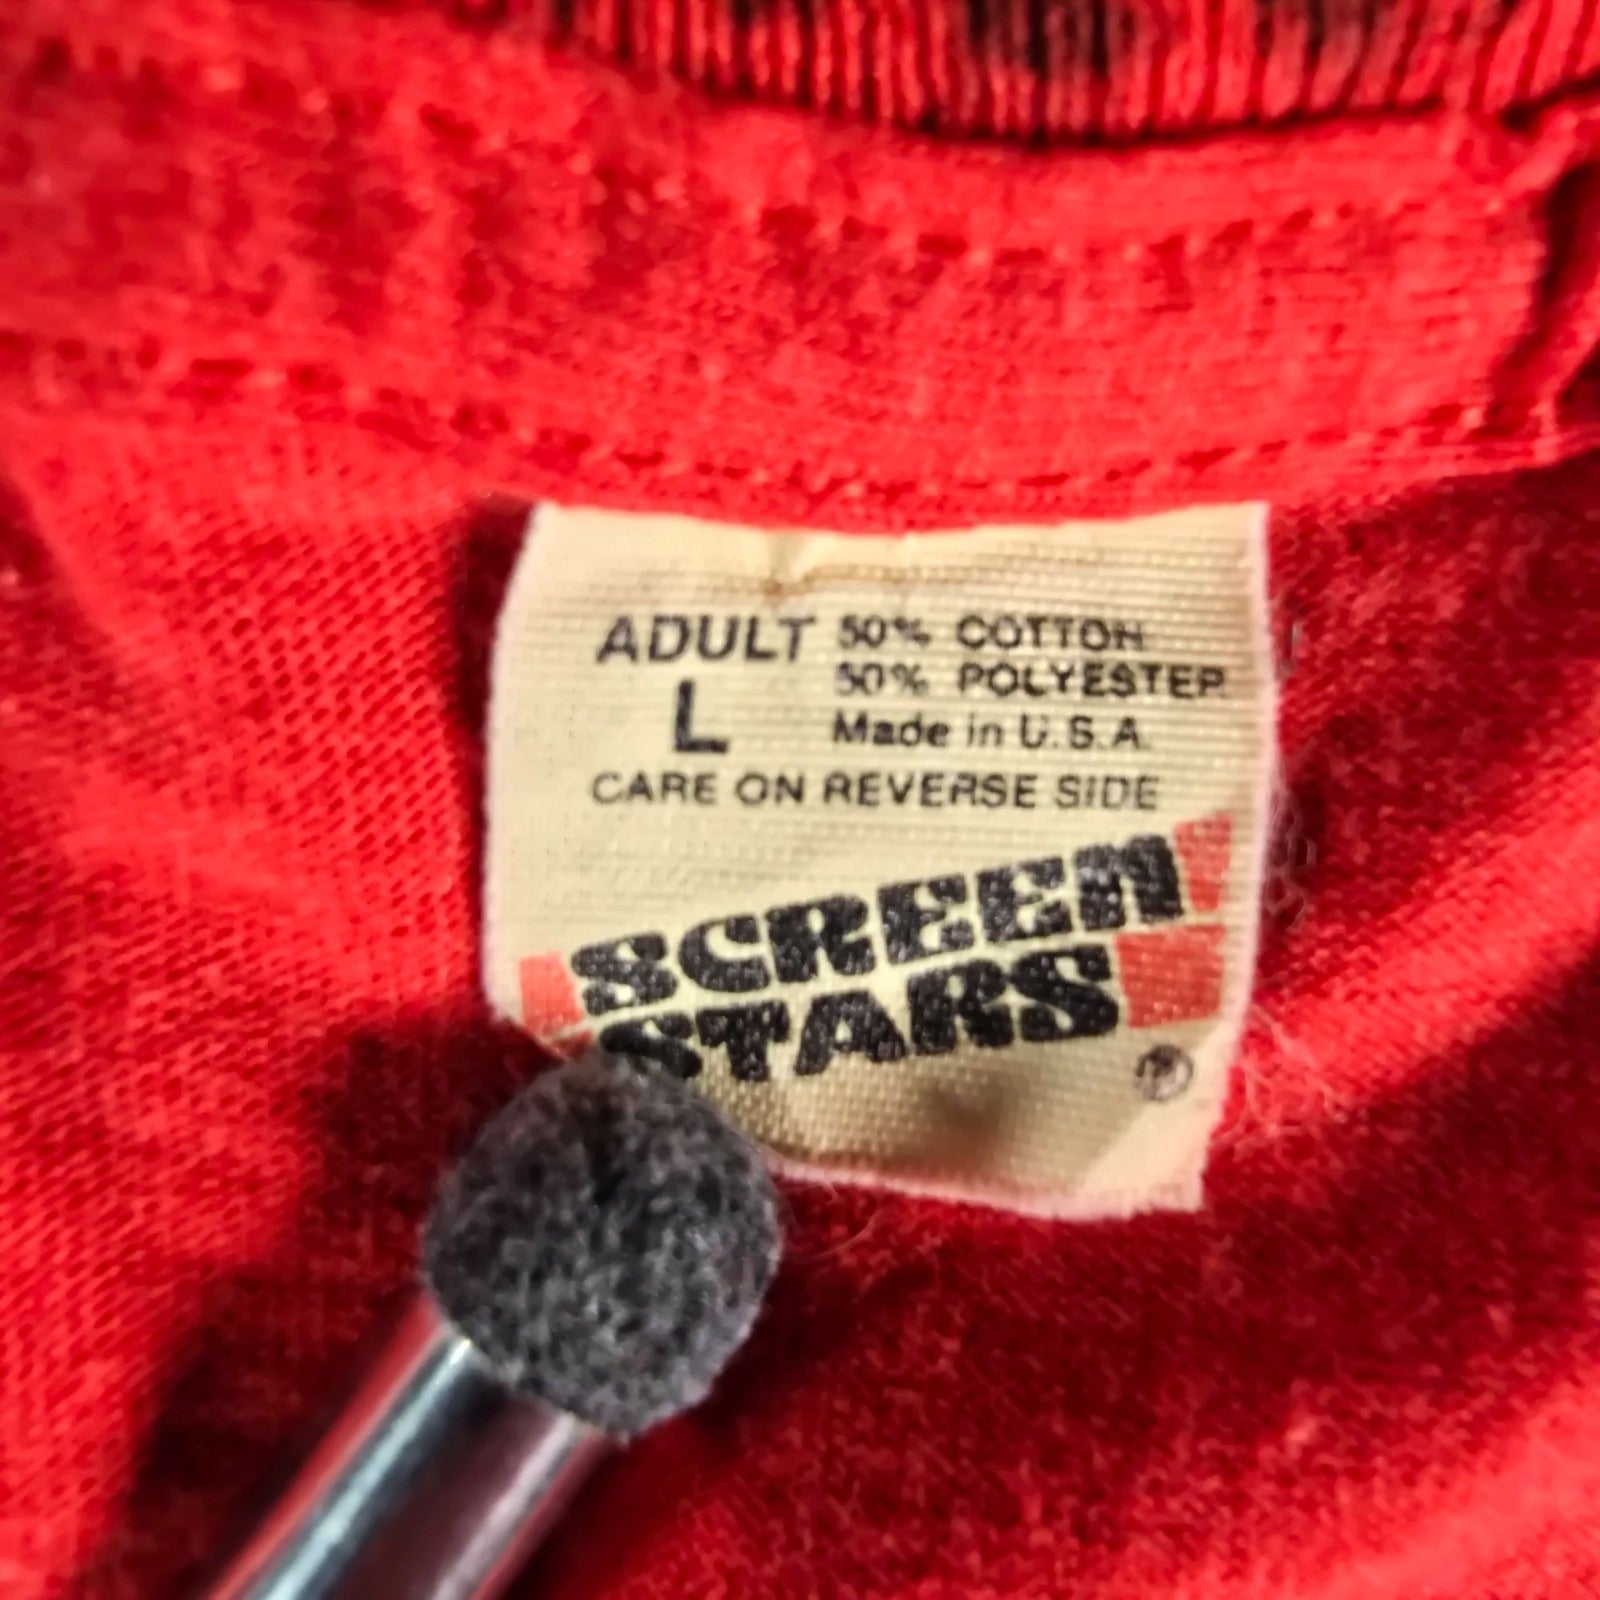 ADULT 50% COTTON
50% POLYESTER
L Made in U.S.A.
CARE ON REVERSE SIDE
SCREEN
STARS
®